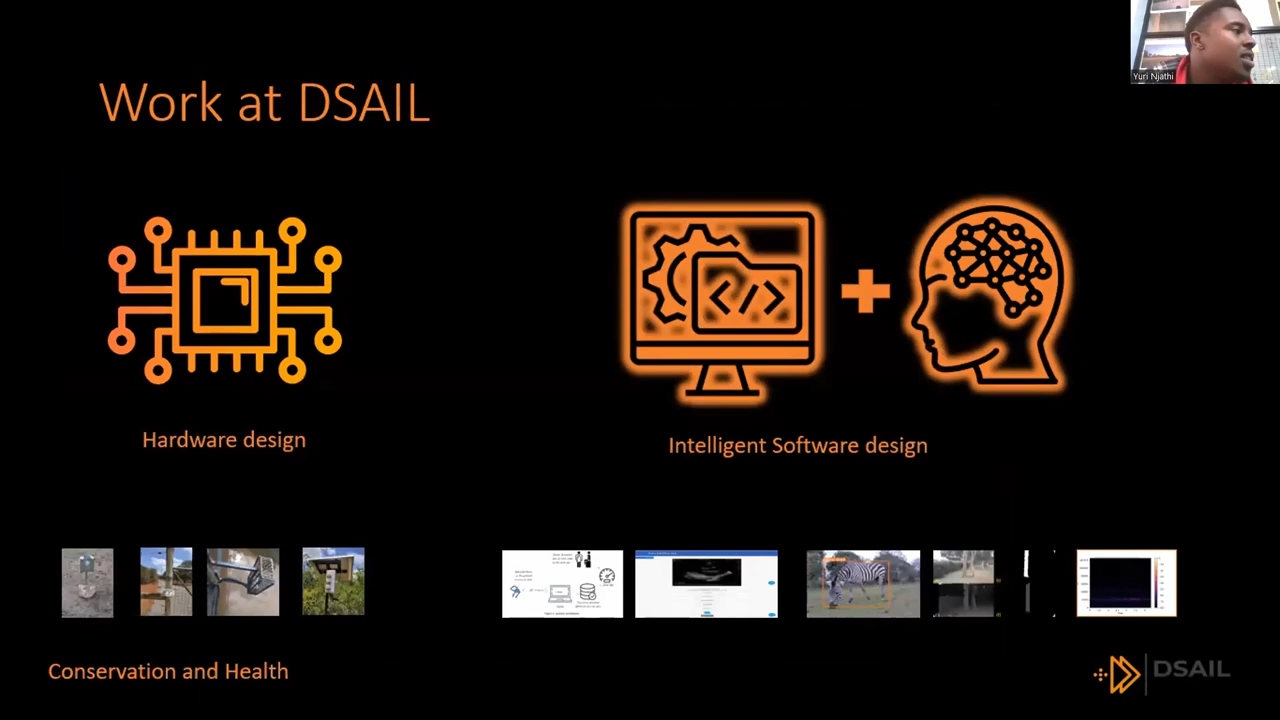 Yuri Njathi
Work at DSAIL
Hardware design
Intelligent Software design
Conservation and Health
DSAIL